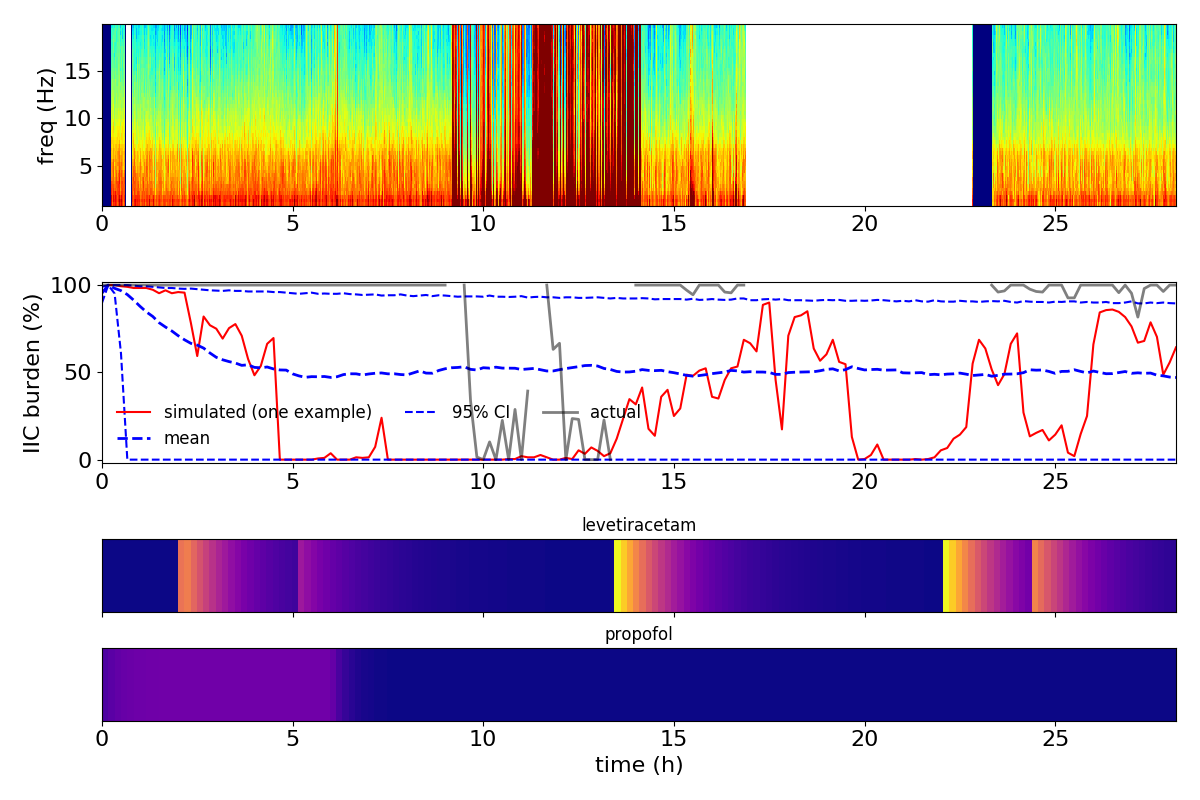 freq (Hz)
15
10
5
0 5 10 15 20 25
IIC burden (%)
100
50
0
simulated (one example) 95% CI actual
mean
0 5 10 15 20 25
levetiracetam
propofol
0 5 10 15 20 25
time (h)